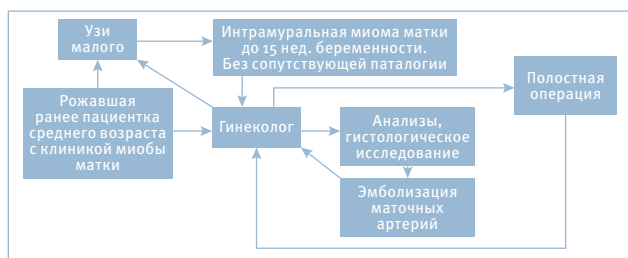 Узи
малого
Интрамуральная миома матки
до 15 нед. беременности.
Без сопутствующей паталогии
Полостная
операция
Рожавшая
ранее пациентка
среднего возраста
с клиникой миобы
матки
Гинеколог
Анализы,
гистологическое
исследование
Эмболизация
маточных
артерий